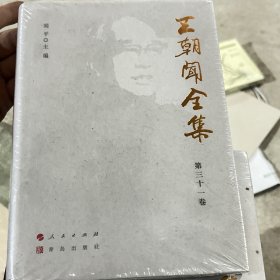 王朝闻全集
简平⊙主编
第三十一卷
人民出版社
青岛出版社